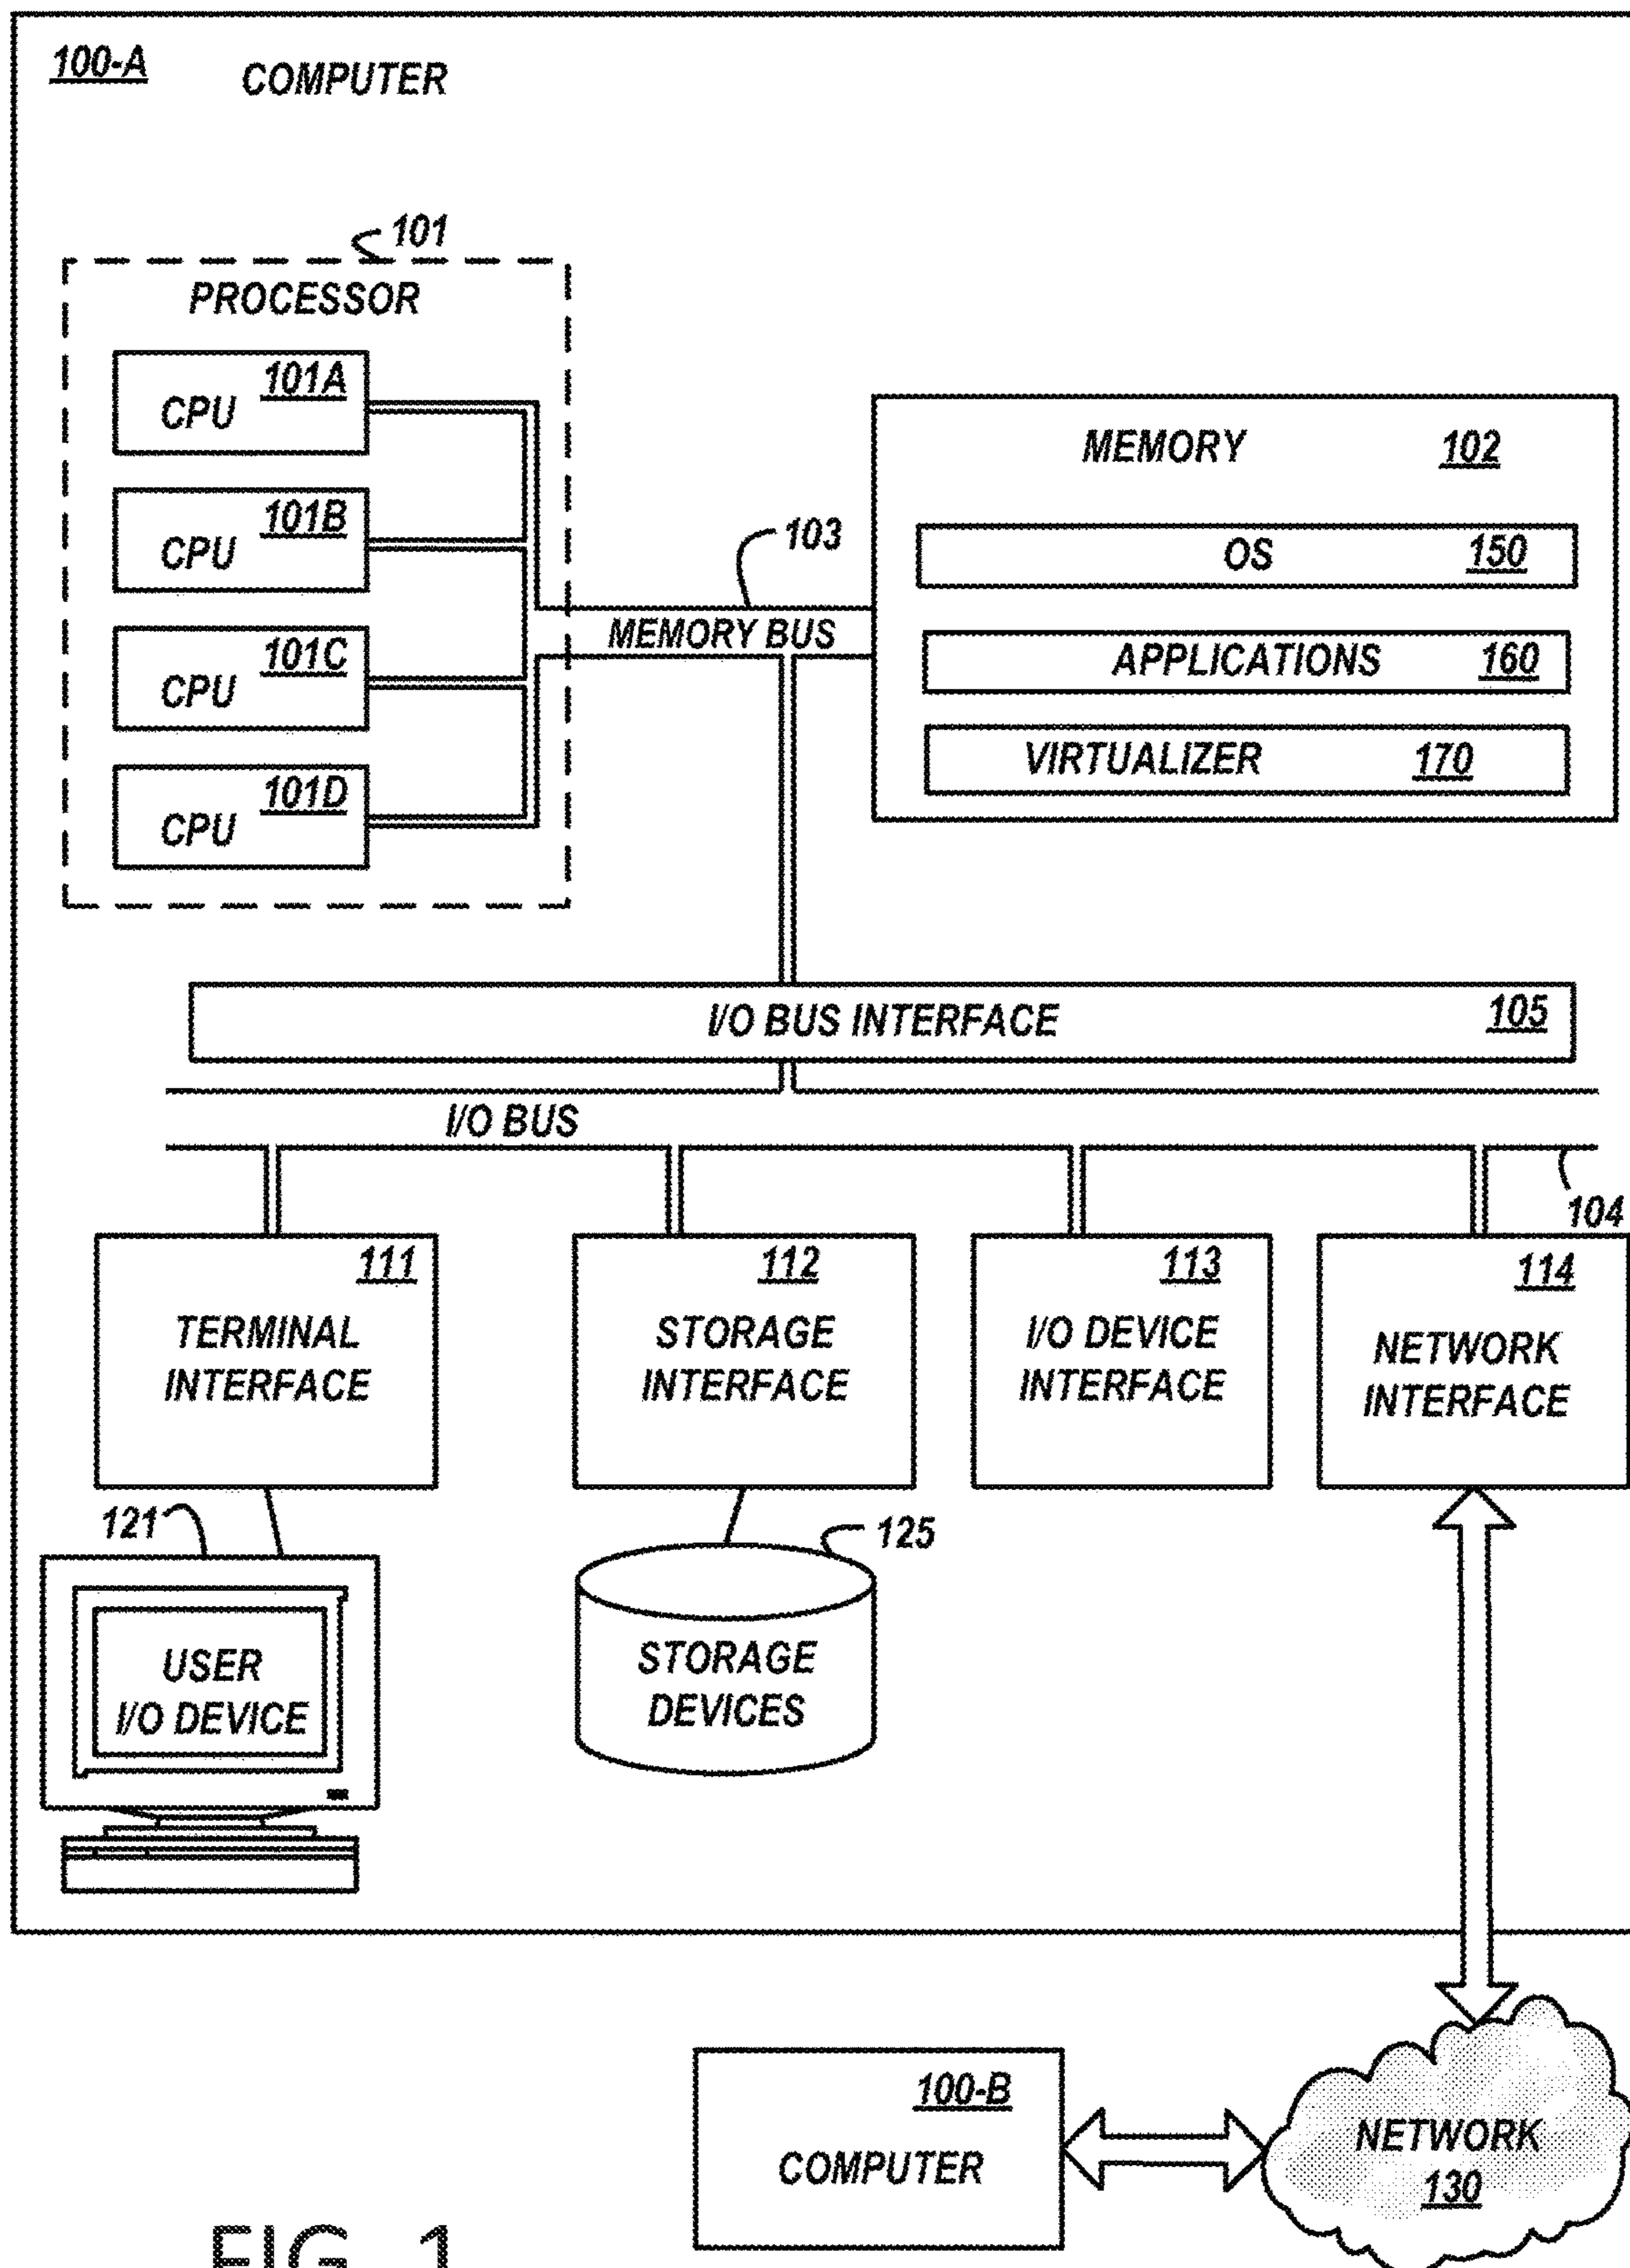 100-A COMPUTER
101
PROCESSOR
101A
CPU
101B
CPU
101C
CPU
101D
CPU
103
MEMORY BUS
MEMORY 102
OS 150
APPLICATIONS 160
VIRTUALIZER 170
I/O BUS INTERFACE 105
I/O BUS
104
111
TERMINAL
INTERFACE
112
STORAGE
INTERFACE
113
I/O DEVICE
INTERFACE
114
NETWORK
INTERFACE
121
USER
I/O DEVICE
125
STORAGE
DEVICES
100-B
COMPUTER
NETWORK
130
FIG. 1